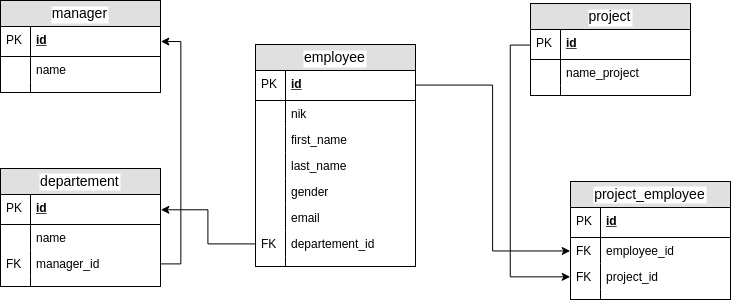 manager
PK id
name
departement
PK id
name
FK manager_id
employee
PK id
nik
first_name
last_name
gender
email
FK departement_id
project
PK id
name_project
project_employee
PK id
FK employee_id
FK project_id